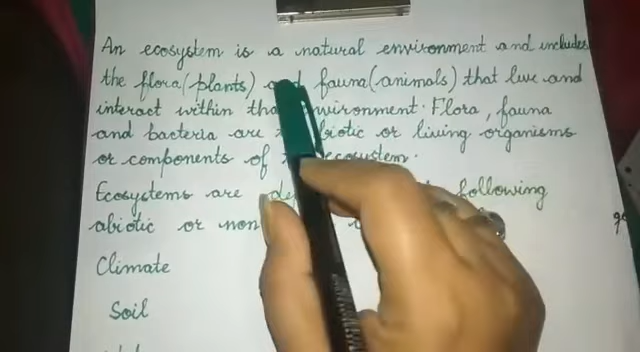 An ecosystem is a natural environment and includes
the flora (plants) and fauna (animals) that live and
interact within that environment. Flora, fauna
and bacteria are biotic or living organisms
or components of ecosystem.
Ecosystems are following
abiotic or non
Climate
Soil